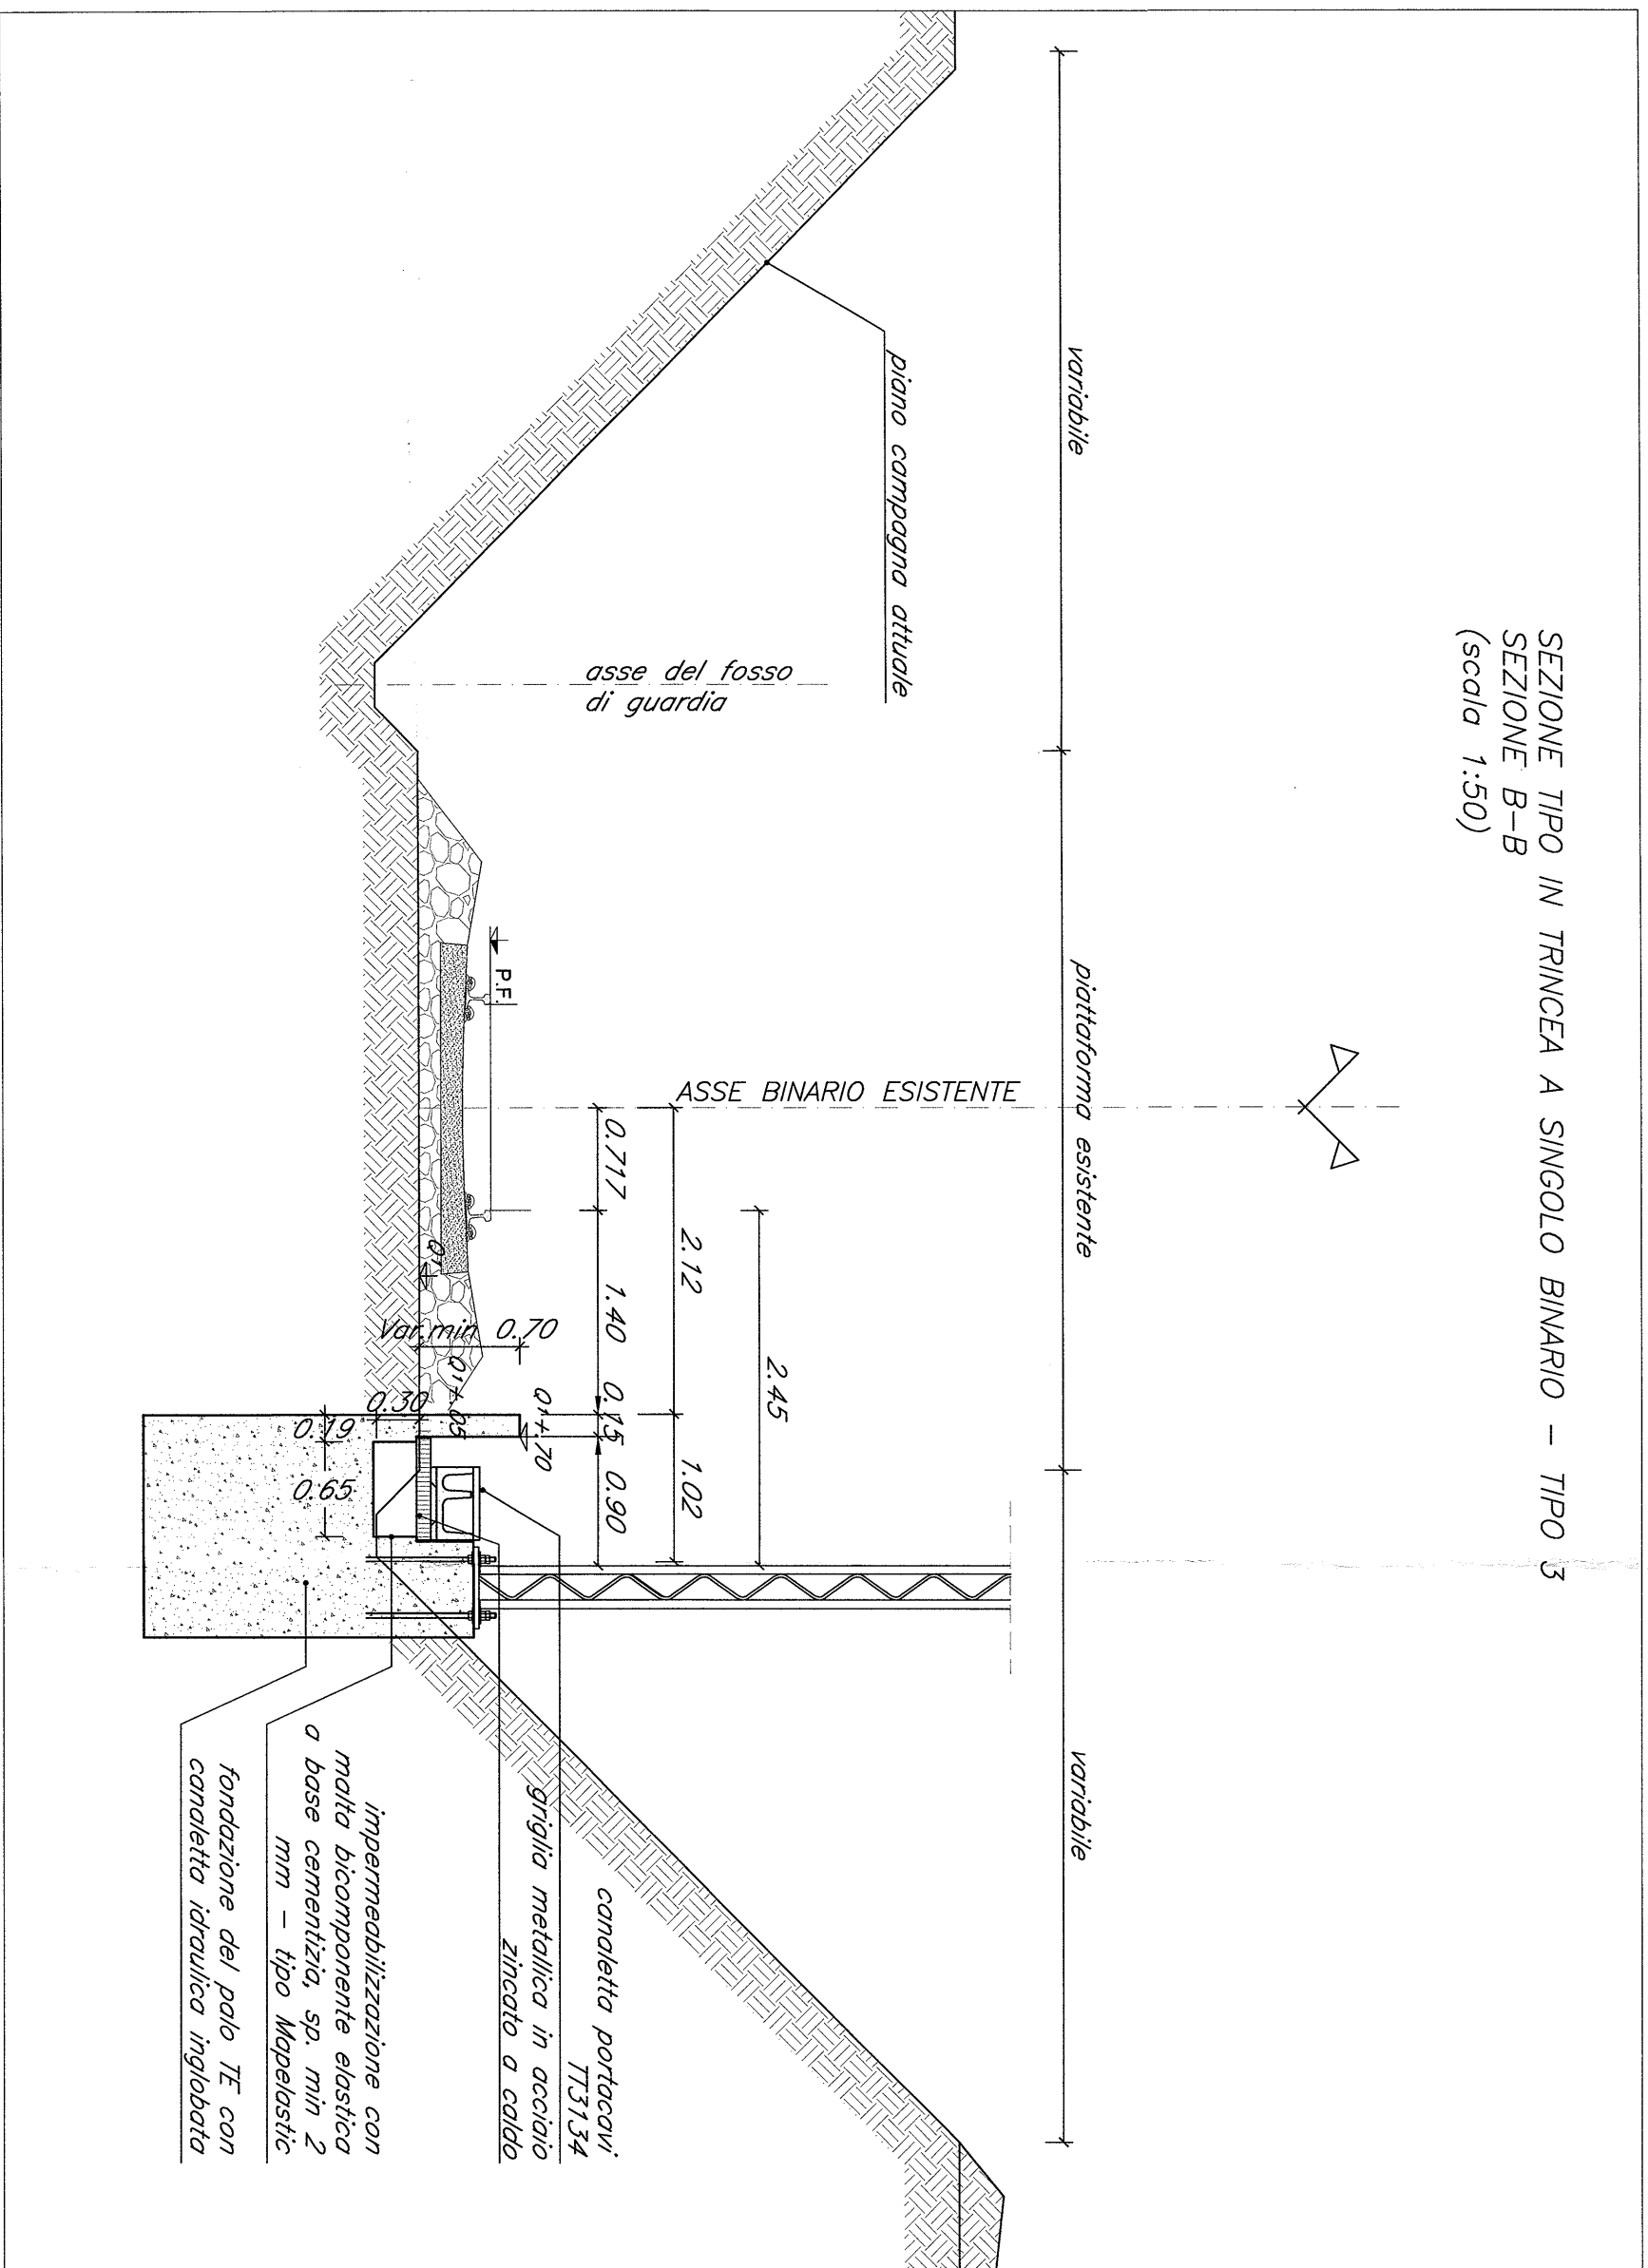 SEZIONE TIPO IN TRINCEA A SINGOLO BINARIO - TIPO 3
SEZIONE B-B
(scala 1:50)
variabile
piattaforma esistente
variabile
piano campagna attuale
asse del fosso
di guardia
ASSE BINARIO ESISTENTE
2.45
2.12
1.02
0.717
1.40
0.15
0.90
P.F.
Q'
Var.min 0.70
Q'+.70
Q'+.05
0.30
0.19
0.65
canaletta portacavi
TT3134
griglia metallica in acciaio
zincato a caldo
impermeabilizzazione con
malta bicomponente elastica
a base cementizia, sp. min 2
mm - tipo Mapelastic
fondazione del palo TE con
canaletta idraulica inglobata